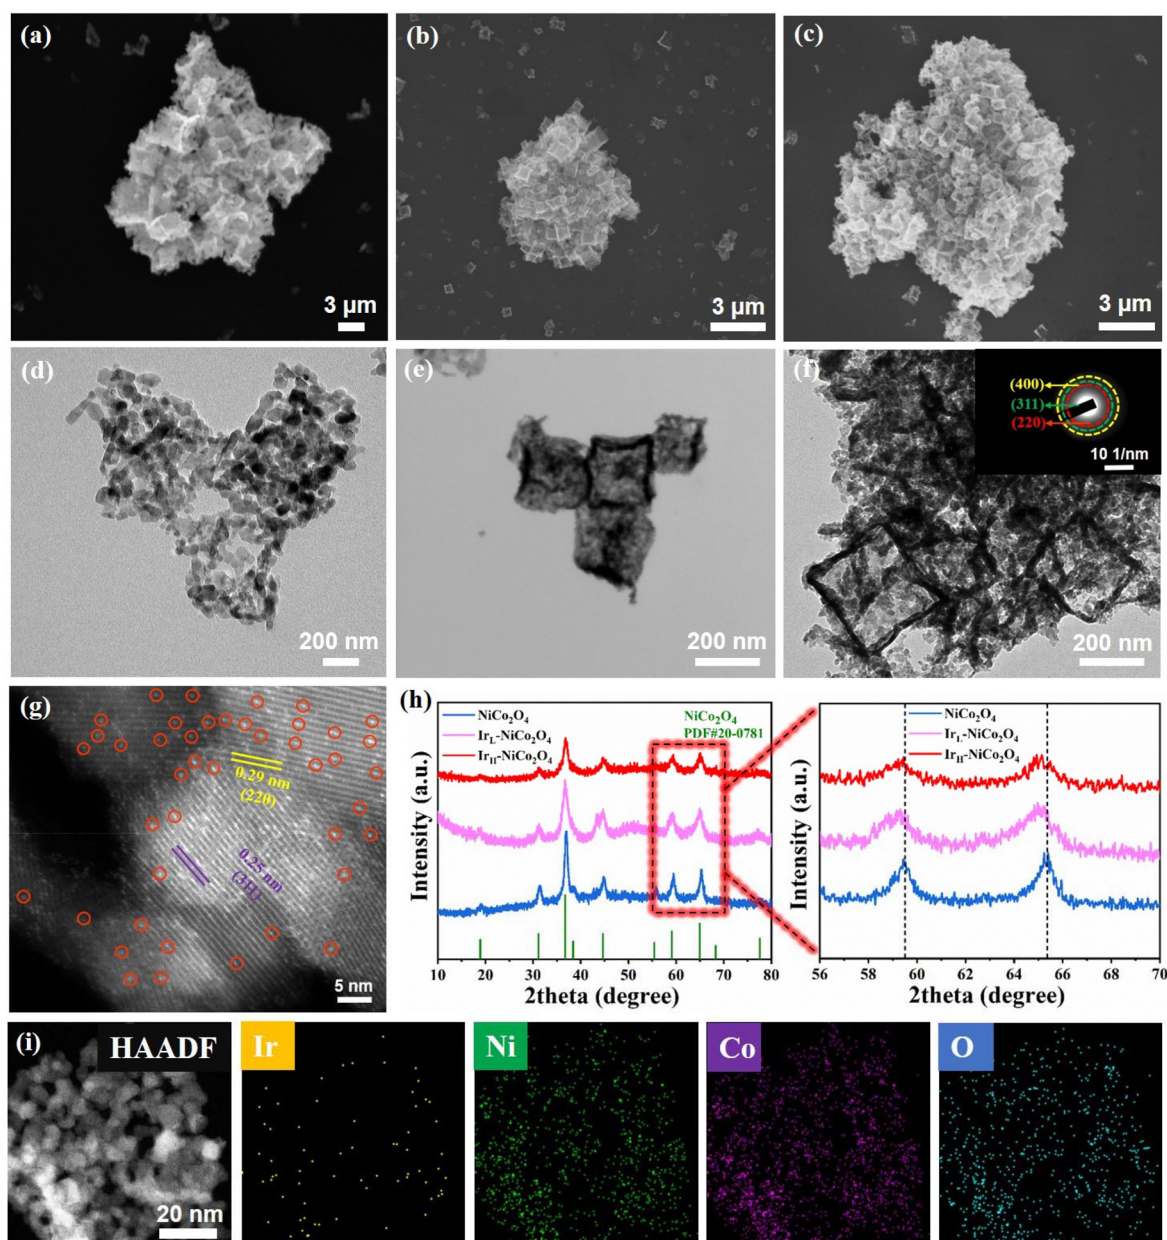 (a)
(b)
(c)
3 µm
3 µm
3 µm
(d)
(e)
(f)
(400)
(311)
(220)
10 1/nm
200 nm
200 nm
200 nm
(g)
0.29 nm
(220)
0.25 nm
(311)
5 nm
(h)
NiCo2O4
IrL-NiCo2O4
IrH-NiCo2O4
NiCo2O4
PDF#20-0781
Intensity (a.u.)
10 20 30 40 50 60 70 80
2theta (degree)
NiCo2O4
IrL-NiCo2O4
IrH-NiCo2O4
Intensity (a.u.)
56 58 60 62 64 66 68 70
2theta (degree)
(i)
HAADF
20 nm
Ir
Ni
Co
O